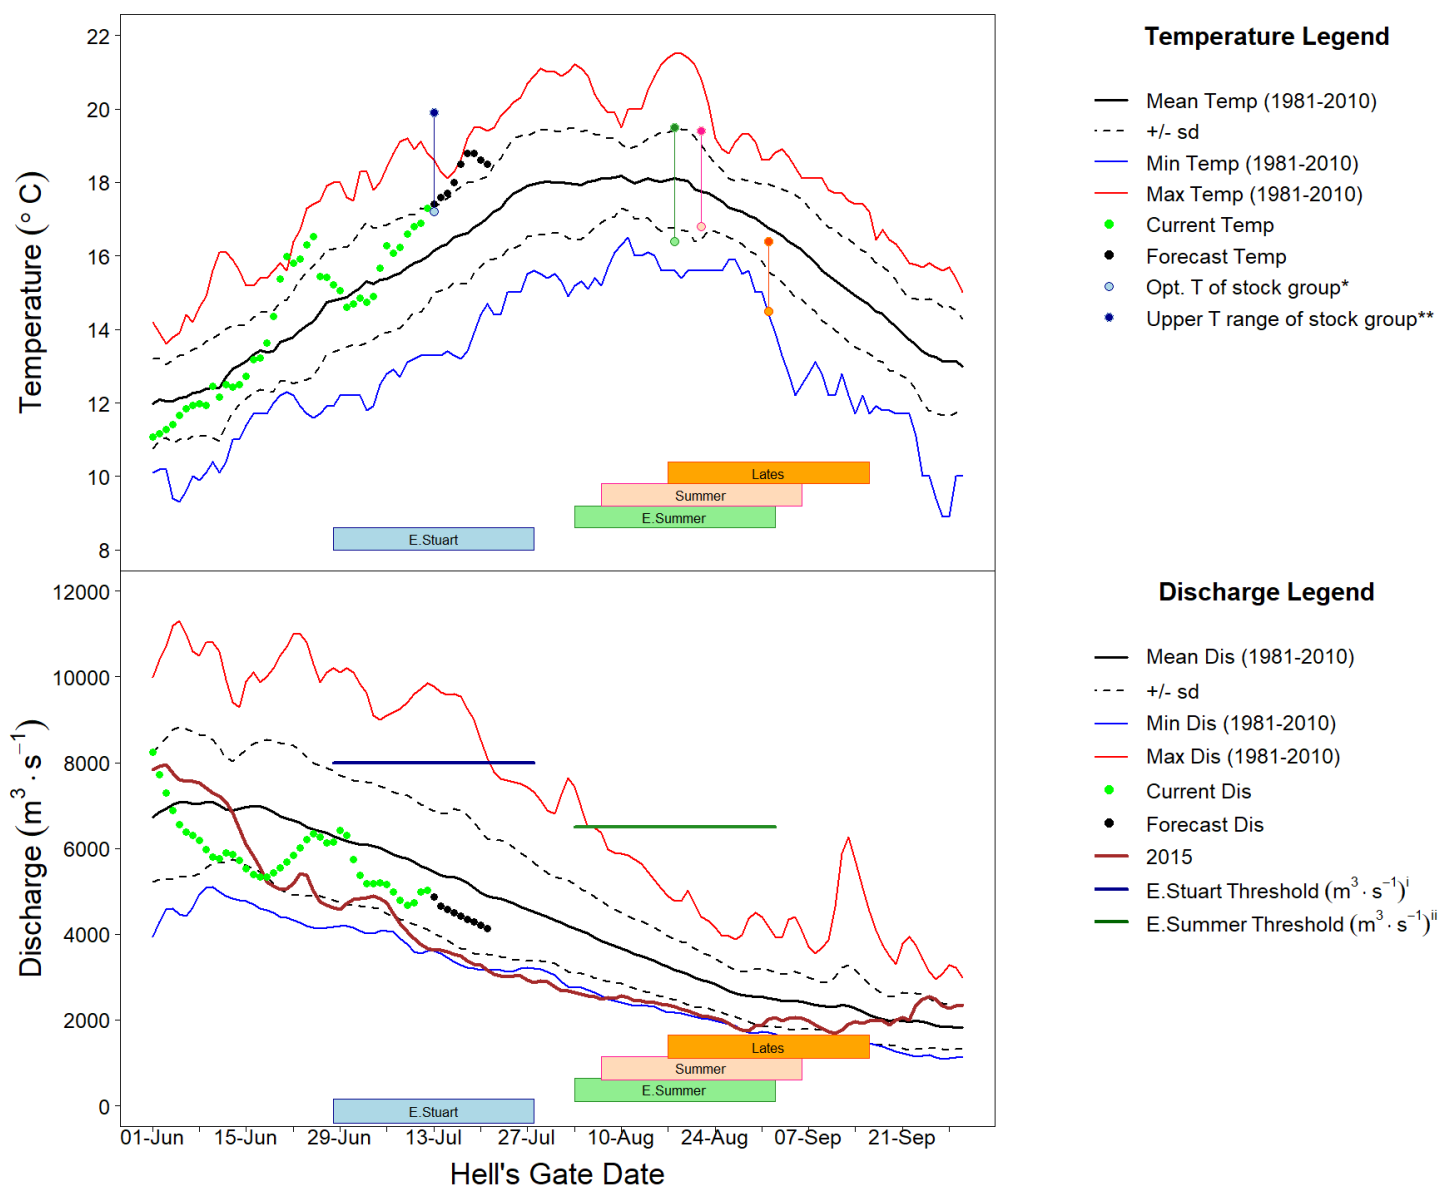 Temperature (° C)
22
20
18
16
14
12
10
8
Lates
Summer
E.Summer
E.Stuart
Temperature Legend
Mean Temp (1981-2010)
+/- sd
Min Temp (1981-2010)
Max Temp (1981-2010)
Current Temp
Forecast Temp
Opt. T of stock group*
Upper T range of stock group**
Discharge (m³ · s⁻¹)
12000
10000
8000
6000
4000
2000
0
Lates
Summer
E.Summer
E.Stuart
01-Jun 15-Jun 29-Jun 13-Jul 27-Jul 10-Aug 24-Aug 07-Sep 21-Sep
Hell's Gate Date
Discharge Legend
Mean Dis (1981-2010)
+/- sd
Min Dis (1981-2010)
Max Dis (1981-2010)
Current Dis
Forecast Dis
2015
E.Stuart Threshold (m³ · s⁻¹)ⁱ
E.Summer Threshold (m³ · s⁻¹)ⁱⁱ